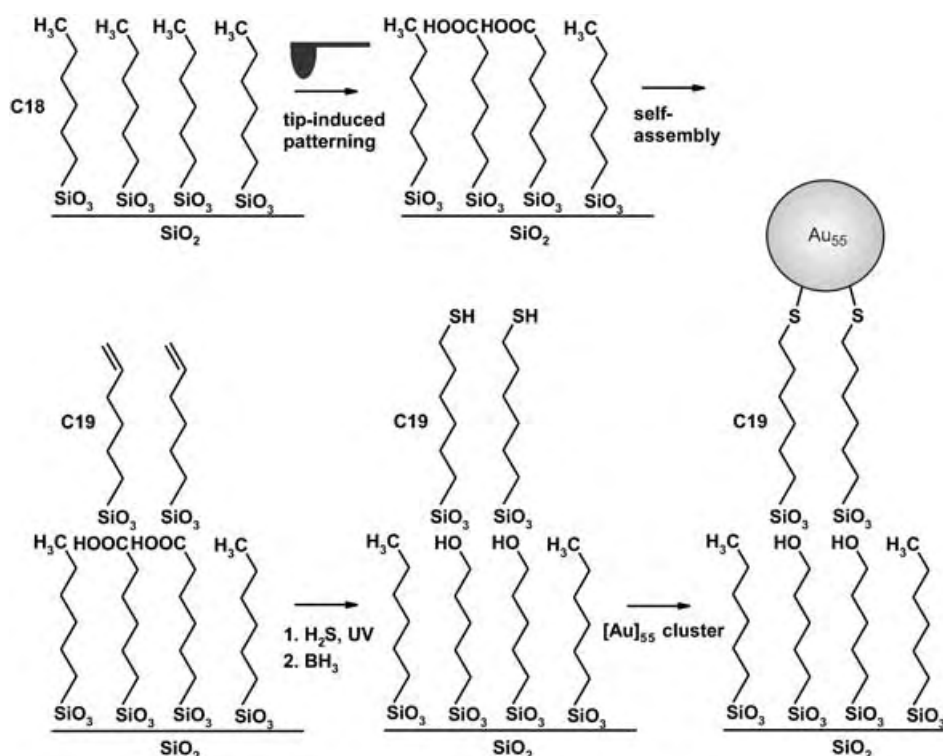 H3C H3C H3C H3C
C18
SiO3 SiO3 SiO3 SiO3
SiO2
tip-induced
patterning
H3C HOOC HOOC H3C
SiO3 SiO3 SiO3 SiO3
SiO2
self-
assembly
C19
SiO3 SiO3
H3C HOOC HOOC H3C
SiO3 SiO3 SiO3 SiO3
SiO2
1. H2S, UV
2. BH3
SH SH
C19
SiO3 SiO3
H3C HO HO H3C
SiO3 SiO3 SiO3 SiO3
SiO2
[Au]55 cluster
Au55
S S
C19
SiO3 SiO3
H3C HO HO H3C
SiO3 SiO3 SiO3 SiO3
SiO2